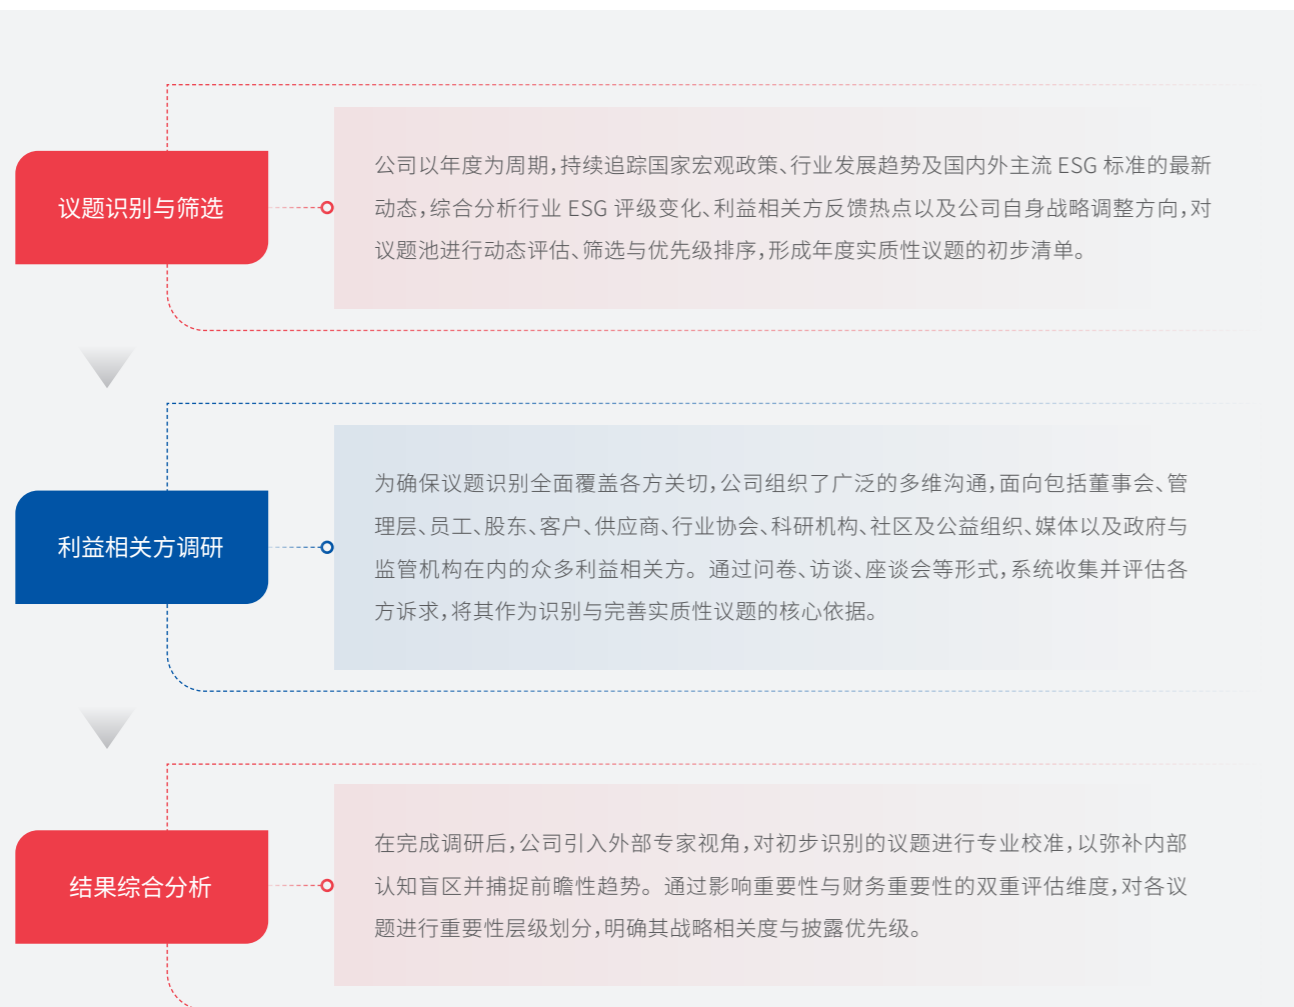 议题识别与筛选
公司以年度为周期，持续追踪国家宏观政策、行业发展趋势及国内外主流 ESG 标准的最新
动态，综合分析行业 ESG 评级变化、利益相关方反馈热点以及公司自身战略调整方向，对
议题池进行动态评估、筛选与优先级排序，形成年度实质性议题的初步清单。
利益相关方调研
为确保议题识别全面覆盖各方关切，公司组织了广泛的多维沟通，面向包括董事会、管
理层、员工、股东、客户、供应商、行业协会、科研机构、社区及公益组织、媒体以及政府与
监管机构在内的众多利益相关方。通过问卷、访谈、座谈会等形式，系统收集并评估各
方诉求，将其作为识别与完善实质性议题的核心依据。
结果综合分析
在完成调研后，公司引入外部专家视角，对初步识别的议题进行专业校准，以弥补内部
认知盲区并捕捉前瞻性趋势。通过影响重要性与财务重要性的双重评估维度，对各议
题进行重要性层级划分，明确其战略相关度与披露优先级。